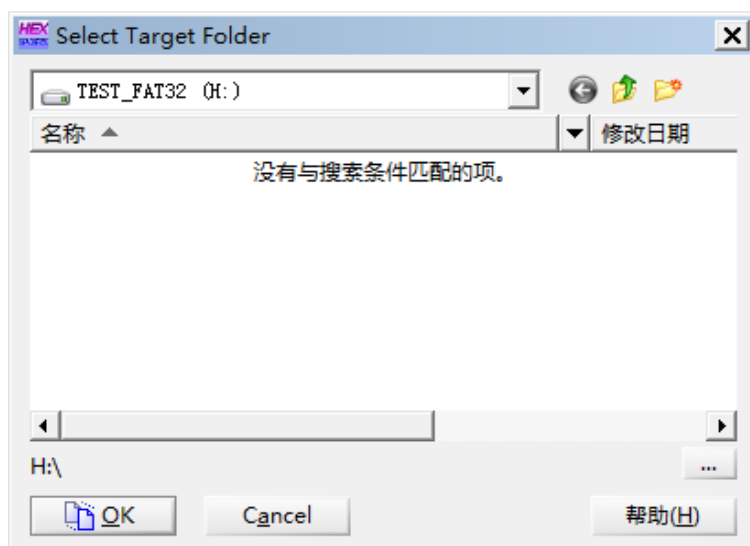 Select Target Folder
TEST_FAT32 (H:)
名称 修改日期
没有与搜索条件匹配的项。
H:\ ...
OK Cancel 帮助(H)